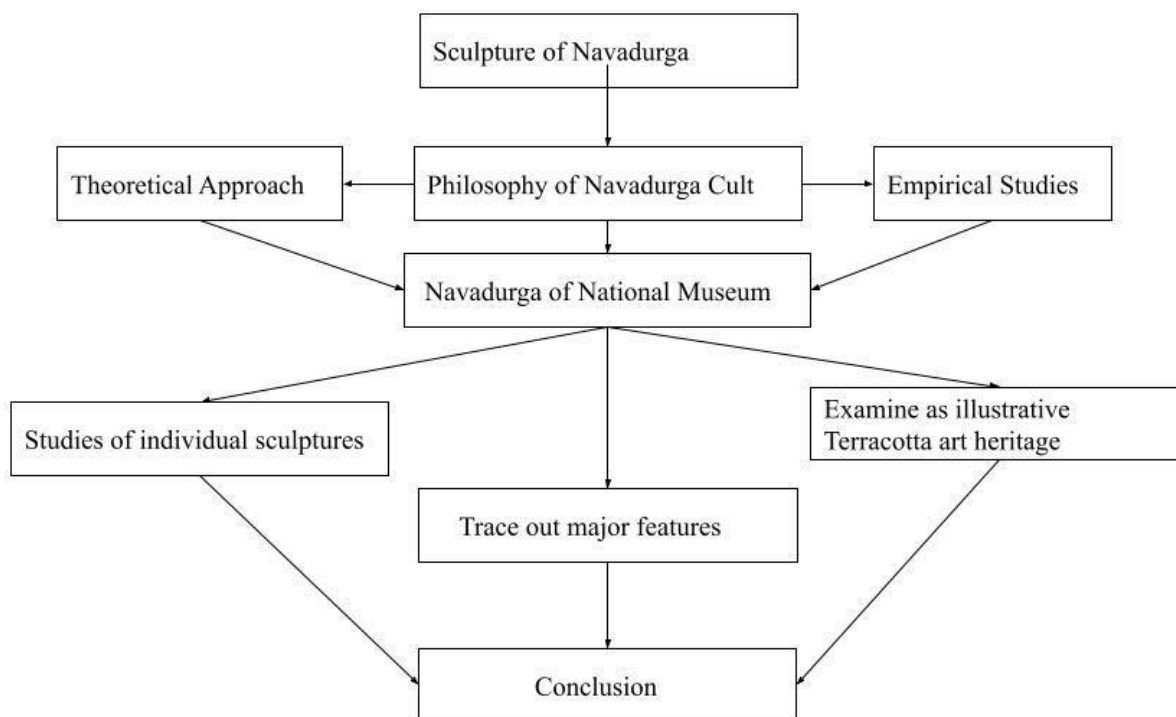 Sculpture of Navadurga
Theoretical Approach
Philosophy of Navadurga Cult
Empirical Studies
Navadurga of National Museum
Studies of individual sculptures
Examine as illustrative
Terracotta art heritage
Trace out major features
Conclusion